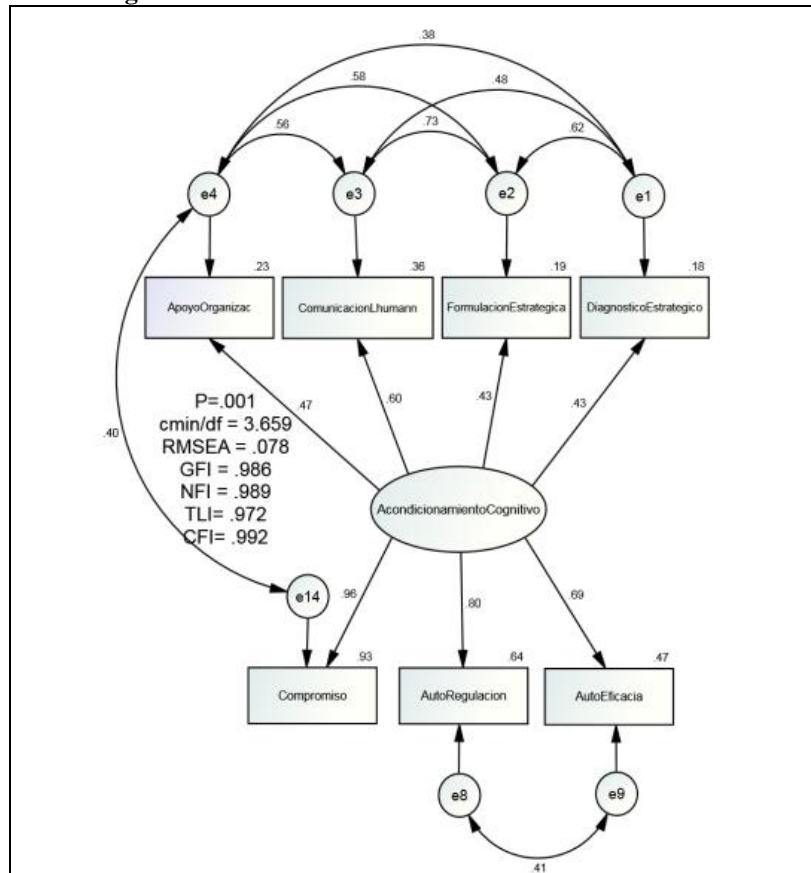 .38
.58
.48
.56
.73
.62
e4
e3
e2
e1
.23
.36
.19
.18
ApoyoOrganizac
ComunicacionLhumann
FormulacionEstrategica
DiagnosticoEstrategico
.47
.60
.43
.43
P=.001
cmin/df = 3.659
RMSEA = .078
GFI = .986
NFI = .989
TLI= .972
CFI= .992
.40
AcondicionamientoCognitivo
e14
.96
.80
.69
.93
.64
.47
Compromiso
AutoRegulacion
AutoEficacia
e8
e9
.41